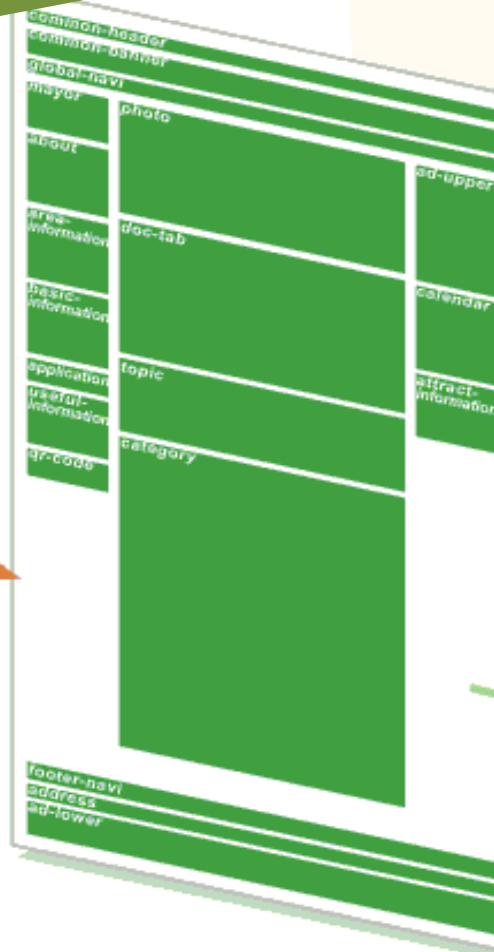 common-header
common-banner
global-navi
mayor
about
area-
information
basic-
information
application
useful-
information
qr-code
photo
doc-tab
topic
category
ad-upper
calendar
attract-
information
footer-navi
address
ad-lower